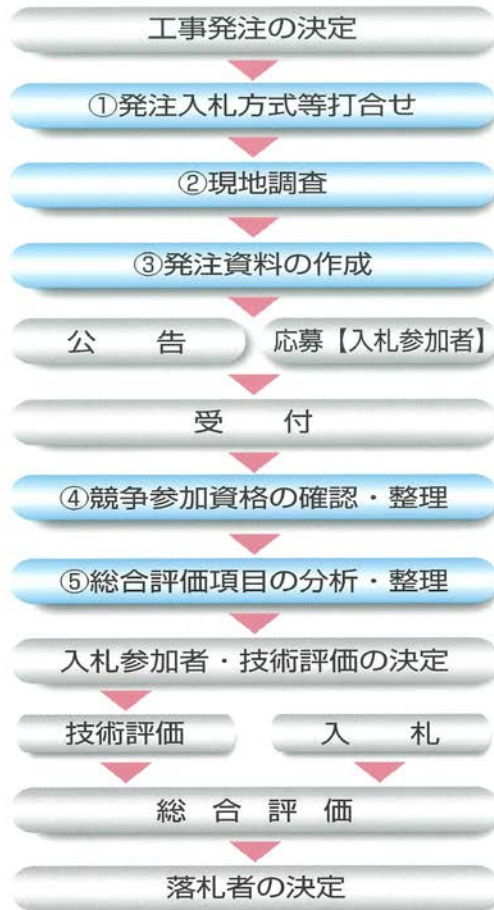 工事発注の決定
①発注入札方式等打合せ
②現地調査
③発注資料の作成
公　告
応募【入札参加者】
受　付
④競争参加資格の確認・整理
⑤総合評価項目の分析・整理
入札参加者・技術評価の決定
技術評価
入　札
総 合 評 価
落札者の決定